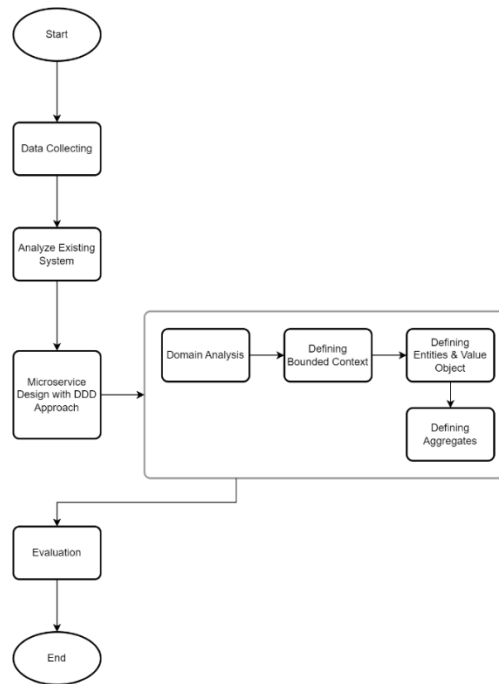 Start
Data Collecting
Analyze Existing
System
Microservice
Design with DDD
Approach
Domain Analysis
Defining
Bounded Context
Defining
Entities & Value
Object
Defining
Aggregates
Evaluation
End